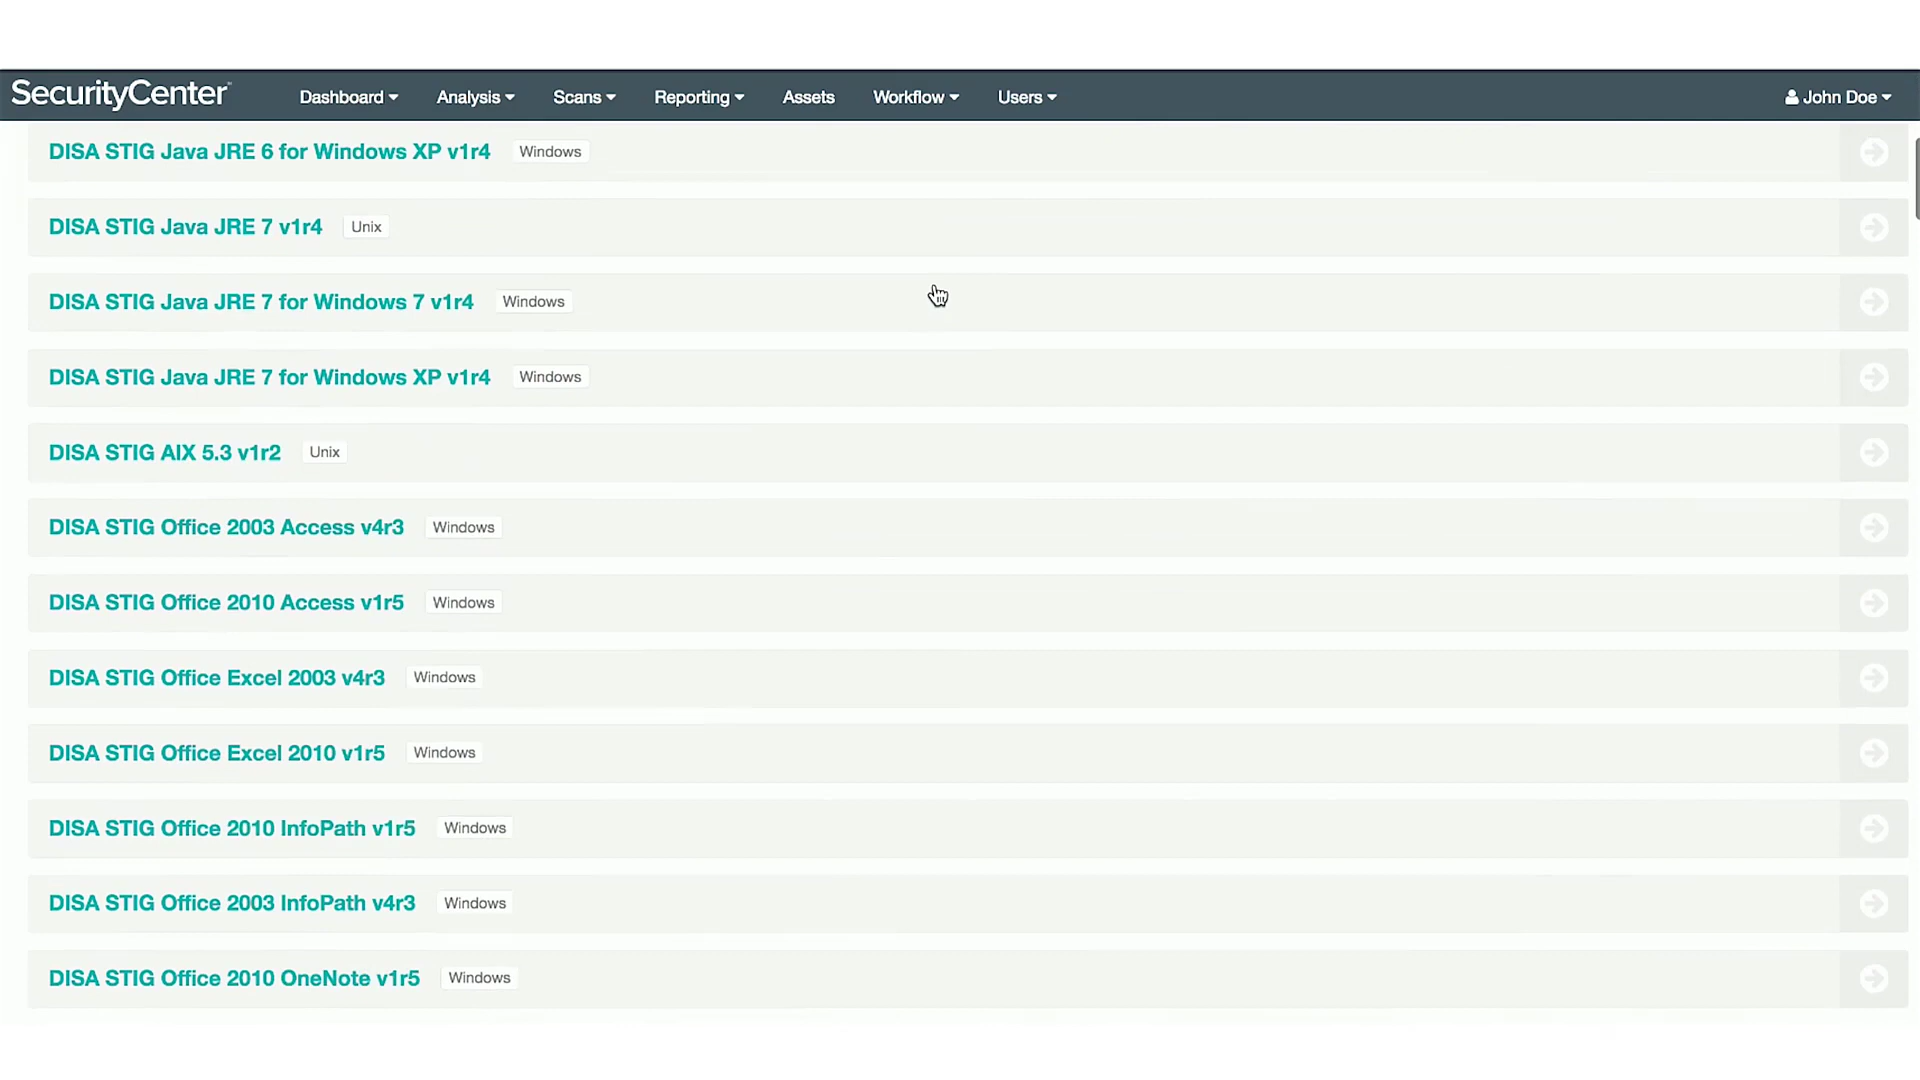 SecurityCenter Dashboard Analysis Scans Reporting Assets Workflow Users John Doe
DISA STIG Java JRE 6 for Windows XP v1r4 Windows
DISA STIG Java JRE 7 v1r4 Unix
DISA STIG Java JRE 7 for Windows 7 v1r4 Windows
DISA STIG Java JRE 7 for Windows XP v1r4 Windows
DISA STIG AIX 5.3 v1r2 Unix
DISA STIG Office 2003 Access v4r3 Windows
DISA STIG Office 2010 Access v1r5 Windows
DISA STIG Office Excel 2003 v4r3 Windows
DISA STIG Office Excel 2010 v1r5 Windows
DISA STIG Office 2010 InfoPath v1r5 Windows
DISA STIG Office 2003 InfoPath v4r3 Windows
DISA STIG Office 2010 OneNote v1r5 Windows